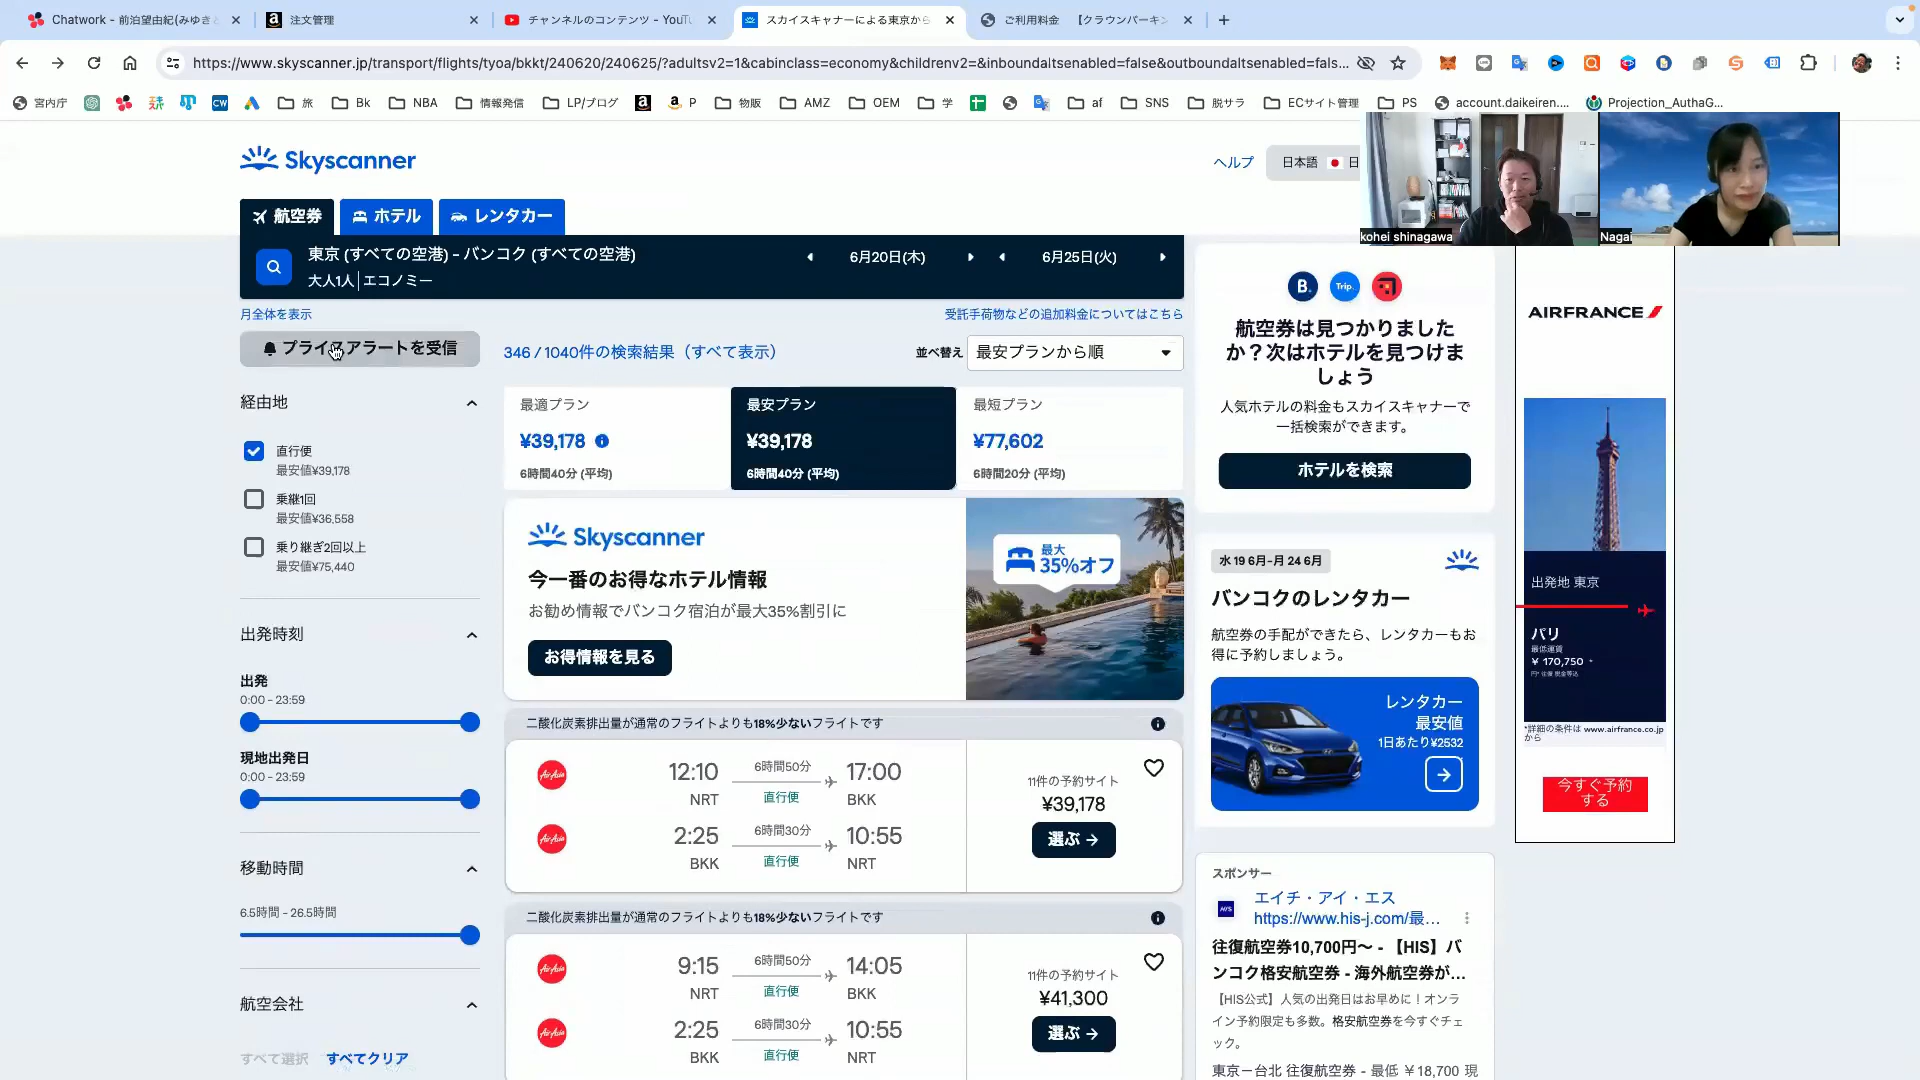 Chatwork - 前泊望由紀(みゆきさ
注文管理
チャンネルのコンテンツ - YouTu
スカイスキャナーによる東京から
ご利用料金 【クラウンパーキン
https://www.skyscanner.jp/transport/flights/tyoa/bkkt/240620/240625/?adultsv2=1&cabinclass=economy&childrenv2=&inboundaltsenabled=false&outboundaltsenabled=fals...
宮内庁
旅
Bk
NBA
情報発信
LP/ブログ
P
物販
AMZ
OEM
学
af
SNS
脱サラ
ECサイト管理
PS
account.daikeiren....
Projection_AuthaG...
Skyscanner
ヘルプ
日本語
日
kohei shinagawa
Nagai
航空券
ホテル
レンタカー
東京 (すべての空港) - バンコク (すべての空港)
大人1人 | エコノミー
6月20日(木)
6月25日(火)
月全体を表示
受託手荷物などの追加料金についてはこちら
プライスアラートを受信
346 / 1040件の検索結果（すべて表示）
並べ替え
最安プランから順
経由地
直行便
最安値¥39,178
乗継1回
最安値¥36,558
乗り継ぎ2回以上
最安値¥75,440
出発時刻
出発
0:00 - 23:59
現地出発日
0:00 - 23:59
移動時間
6.5時間 - 26.5時間
航空会社
すべて選択
すべてクリア
最適プラン
¥39,178
6時間40分 (平均)
最安プラン
¥39,178
6時間40分 (平均)
最短プラン
¥77,602
6時間20分 (平均)
Skyscanner
今一番のお得なホテル情報
お勧め情報でバンコク宿泊が最大35%割引に
お得情報を見る
最大
35%オフ
二酸化炭素排出量が通常のフライトよりも18%少ないフライトです
AirAsia
12:10
NRT
6時間50分
直行便
17:00
BKK
AirAsia
2:25
BKK
6時間30分
直行便
10:55
NRT
11件の予約サイト
¥39,178
選ぶ →
二酸化炭素排出量が通常のフライトよりも18%少ないフライトです
AirAsia
9:15
NRT
6時間50分
直行便
14:05
BKK
AirAsia
2:25
BKK
6時間30分
直行便
10:55
NRT
11件の予約サイト
¥41,300
選ぶ →
B.
Trip.
航空券は見つかりました
か？次はホテルを見つけま
しょう
人気ホテルの料金もスカイスキャナーで
一括検索ができます。
ホテルを検索
水 19 6月-月 24 6月
バンコクのレンタカー
航空券の手配ができたら、レンタカーもお
得に予約しましょう。
レンタカー
最安値
1日あたり¥2532
スポンサー
HIS
エイチ・アイ・エス
https://www.his-j.com/最...
往復航空券10,700円～ - 【HIS】バ
ンコク格安航空券 - 海外航空券が...
【HIS公式】人気の出発日はお早めに！オンラ
イン予約限定も多数。格安航空券を今すぐチェ
ック。
東京ー台北 往復航空券 - 最低 ￥18,700 現
AIRFRANCE
出発地 東京
パリ
最低運賃
¥ 170,750 *
*詳細の条件は www.airfrance.co.jp
から
今すぐ予約
する